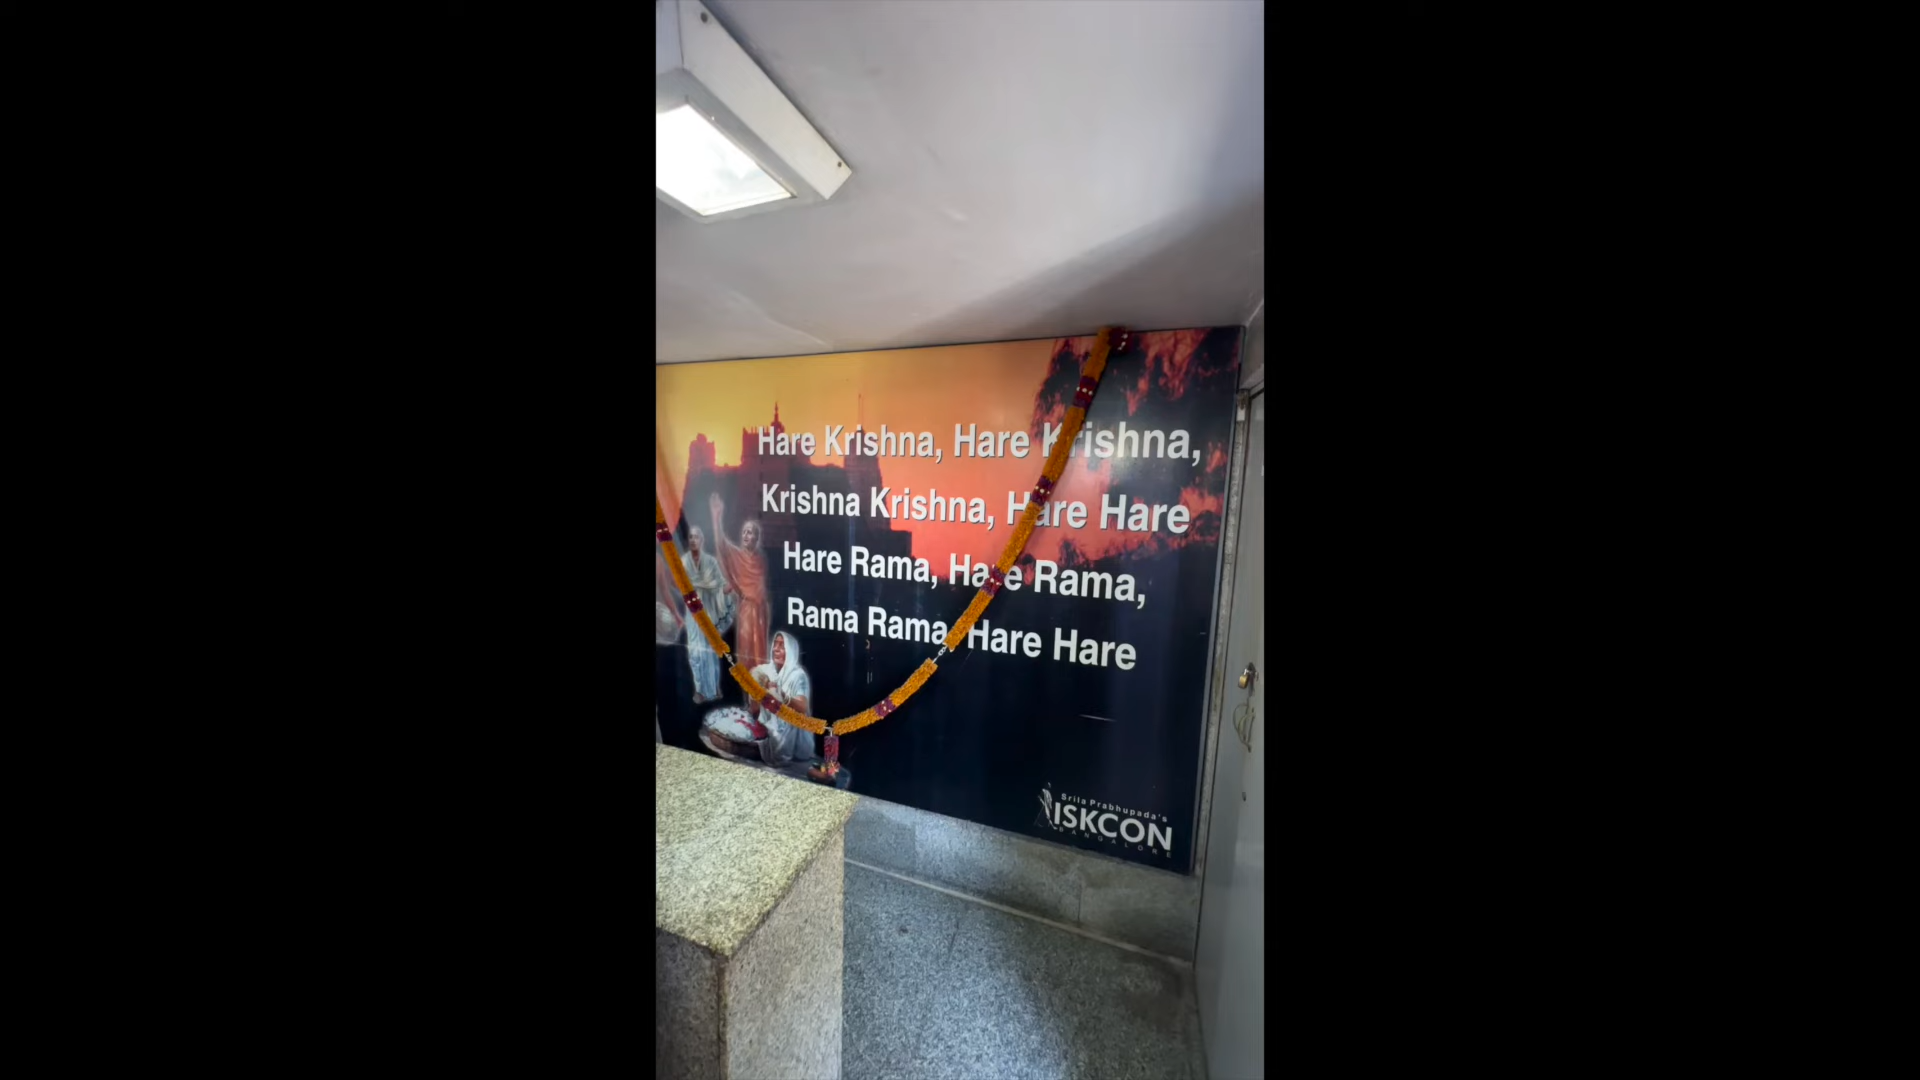 Hare Krishna, Hare Krishna,
Krishna Krishna, Hare Hare
Hare Rama, Hare Rama,
Rama Rama, Hare Hare
Srila Prabhupada's
ISKCON
BANGALORE